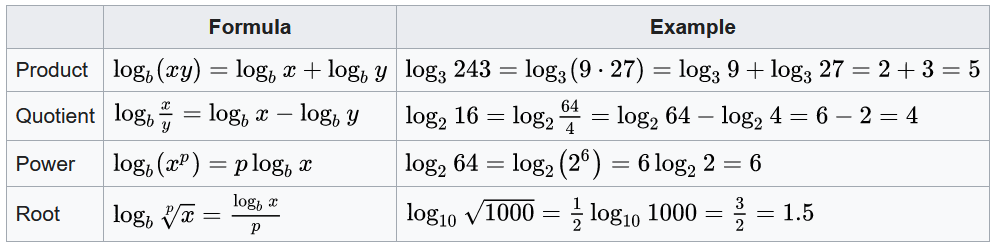 Formula Example
Product log_b(xy) = log_b x + log_b y log_3 243 = log_3(9 · 27) = log_3 9 + log_3 27 = 2 + 3 = 5
Quotient log_b \frac{x}{y} = log_b x − log_b y log_2 16 = log_2 \frac{64}{4} = log_2 64 − log_2 4 = 6 − 2 = 4
Power log_b(x^p) = p log_b x log_2 64 = log_2(2^6) = 6 log_2 2 = 6
Root log_b \sqrt[p]{x} = \frac{log_b x}{p} log_{10} \sqrt{1000} = \frac{1}{2} log_{10} 1000 = \frac{3}{2} = 1.5